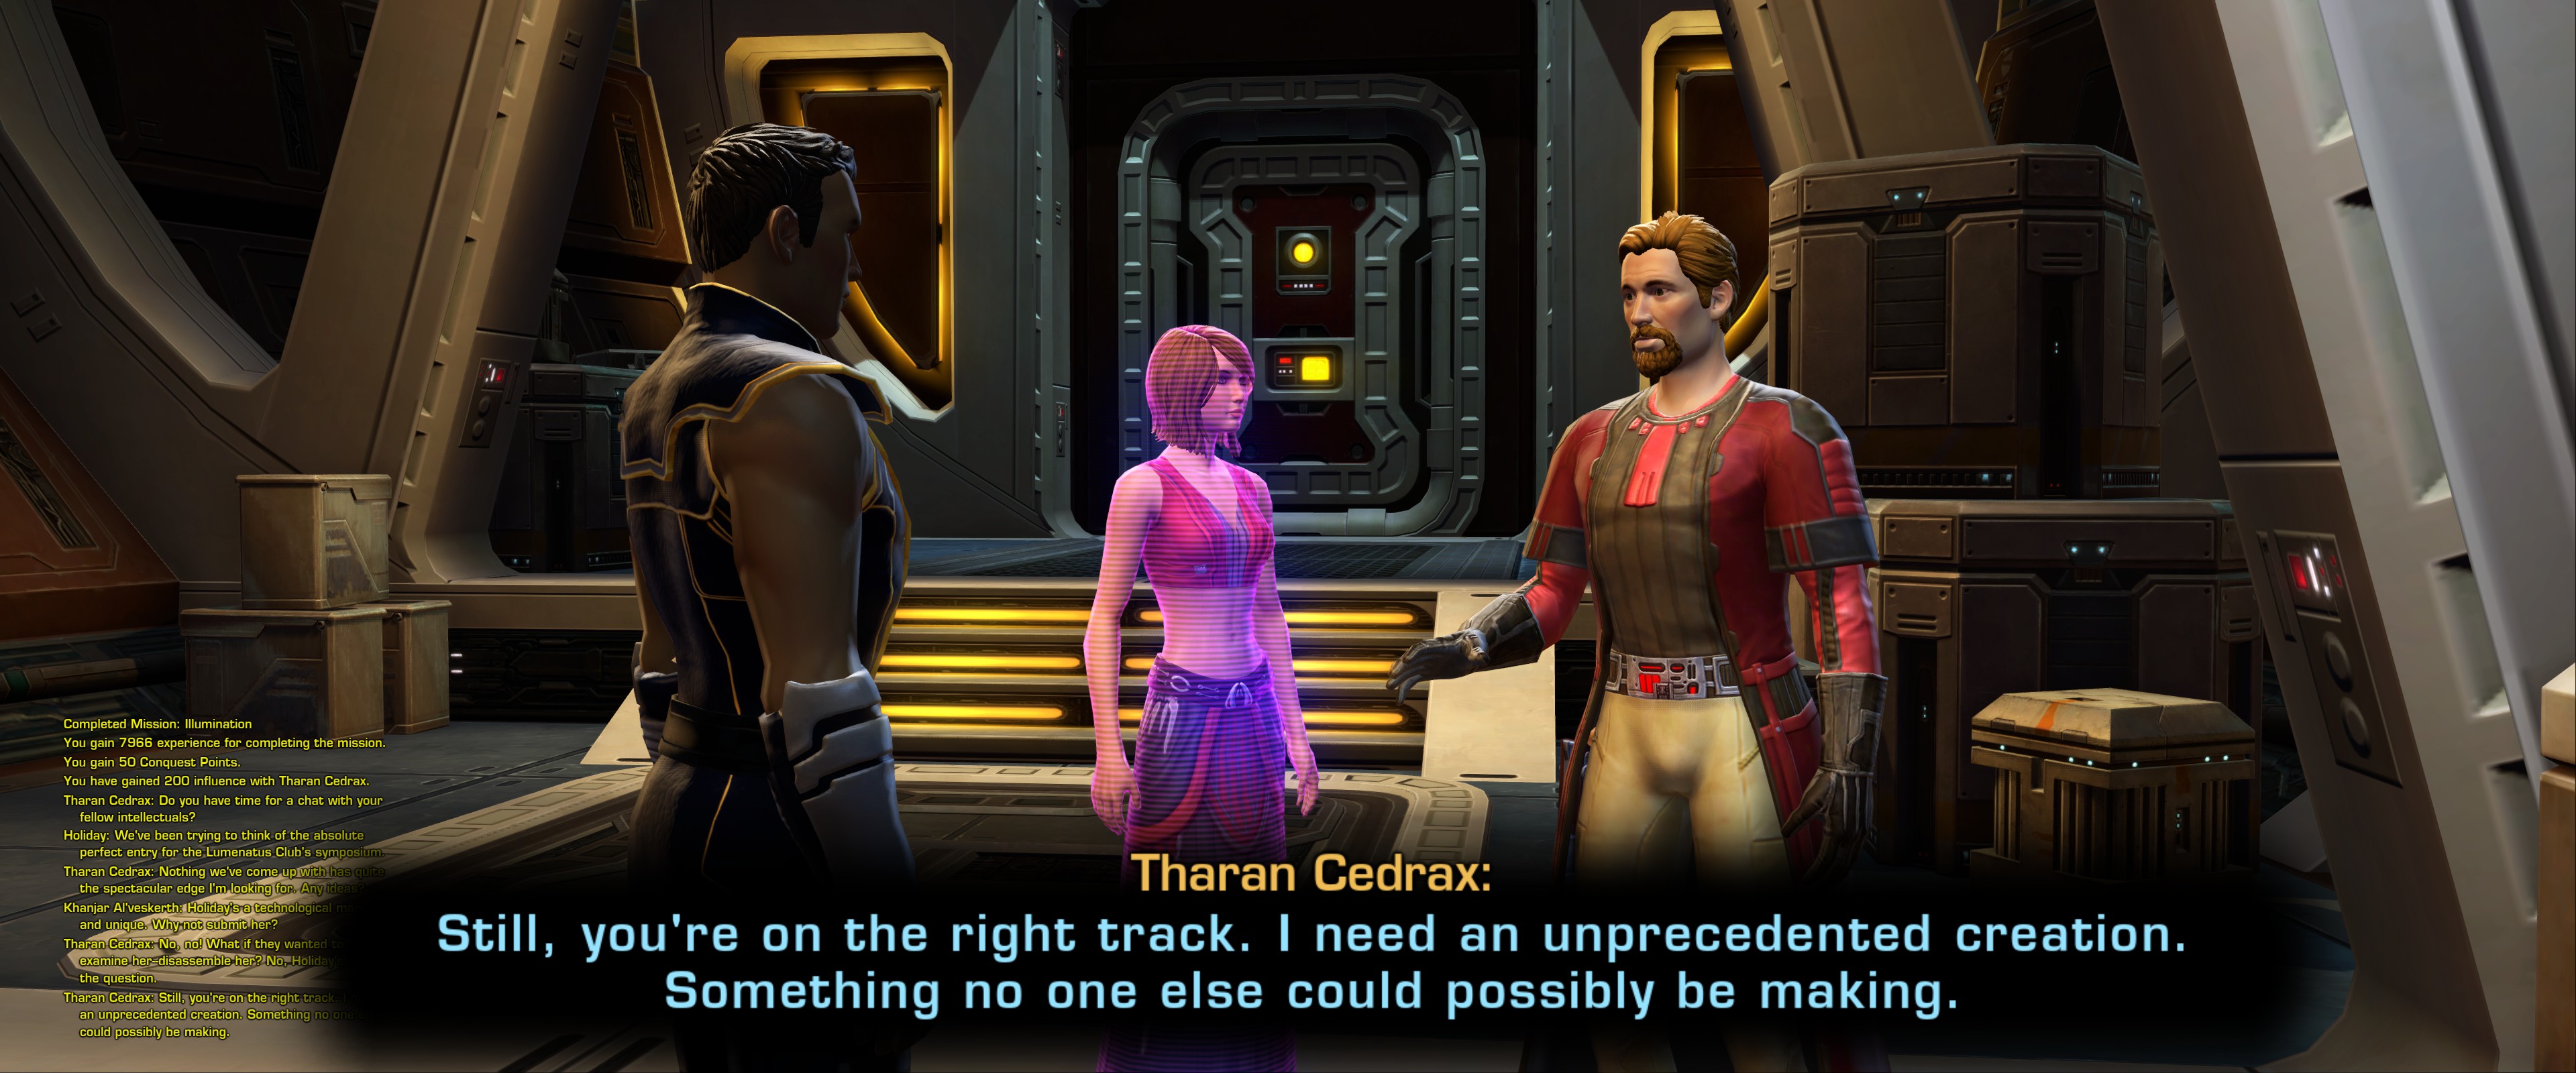 Completed Mission: Illumination
You gain 7966 experience for completing the mission.
You gain 50 Conquest Points.
You have gained 200 influence with Tharan Cedrax.
Tharan Cedrax: Do you have time for a chat with your
fellow intellectuals?
Holiday: We've been trying to think of the absolute
perfect entry for the Lumenatus Club's symposium.
Tharan Cedrax: Nothing we've come up with has quite
the spectacular edge I'm looking for. Any ideas?
Khanjar Al'veskerth: Holiday's a technological
and unique. Why not submit her?
Tharan Cedrax: No, no! What if they wanted
examine her–disassemble her? No, Holiday
the question.
Tharan Cedrax: Still, you're on the right track.
an unprecedented creation. Something no one
could possibly be making.
Tharan Cedrax:
Still, you're on the right track. I need an unprecedented creation.
Something no one else could possibly be making.